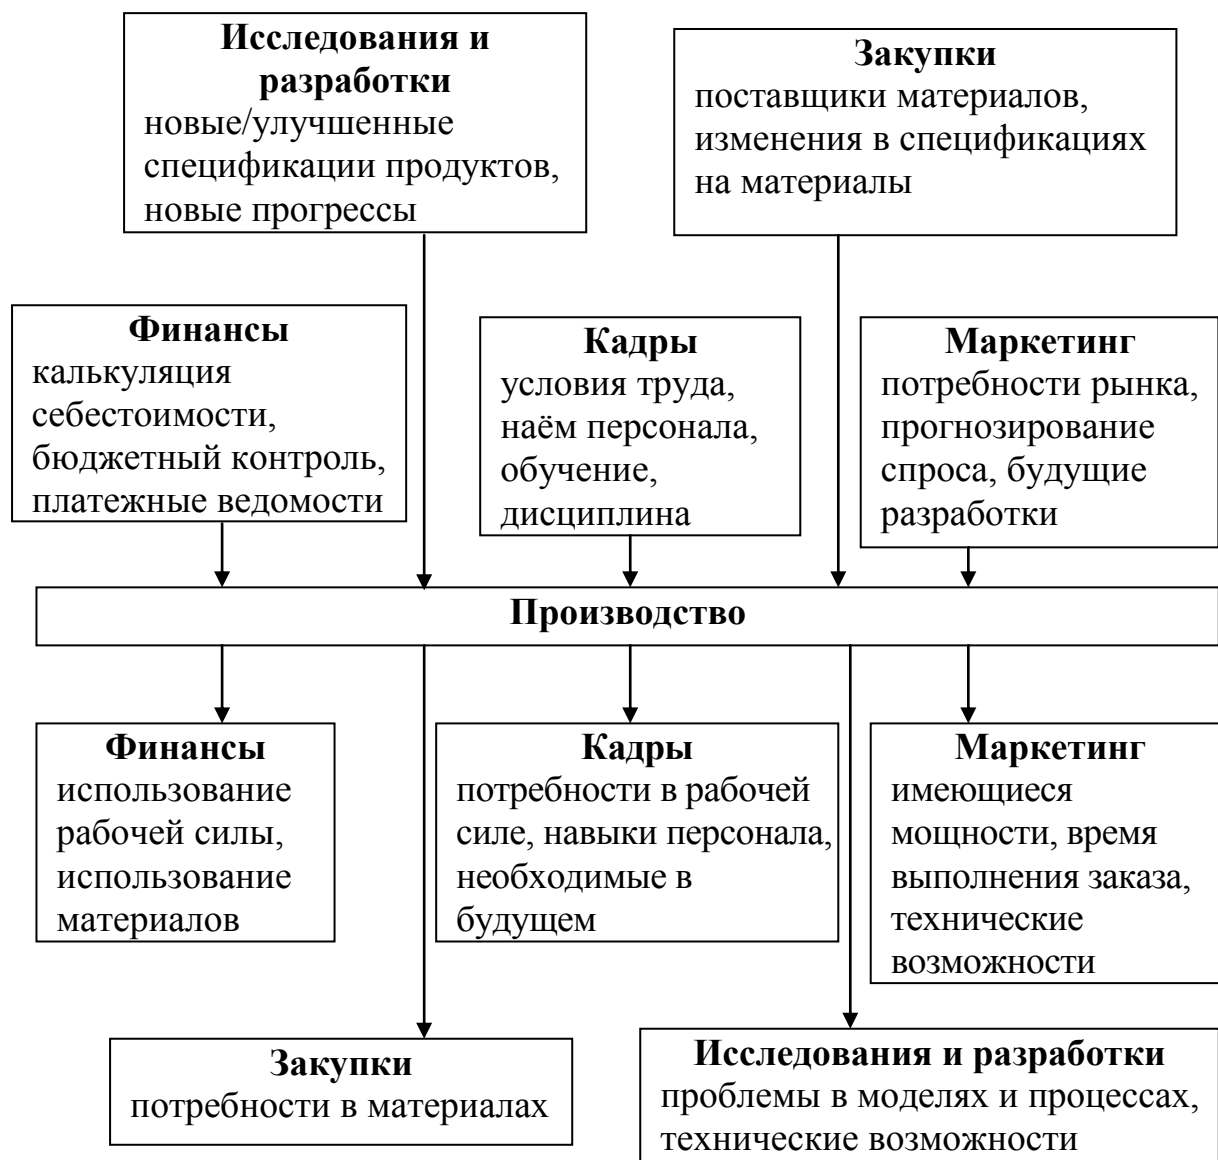 Исследования и
разработки
новые/улучшенные
спецификации продуктов,
новые прогрессы
Закупки
поставщики материалов,
изменения в спецификациях
на материалы
Финансы
калькуляция
себестоимости,
бюджетный контроль,
платежные ведомости
Кадры
условия труда,
наём персонала,
обучение,
дисциплина
Маркетинг
потребности рынка,
прогнозирование
спроса, будущие
разработки
Производство
Финансы
использование
рабочей силы,
использование
материалов
Кадры
потребности в рабочей
силе, навыки персонала,
необходимые в
будущем
Маркетинг
имеющиеся
мощности, время
выполнения заказа,
технические
возможности
Закупки
потребности в материалах
Исследования и разработки
проблемы в моделях и процессах,
технические возможности